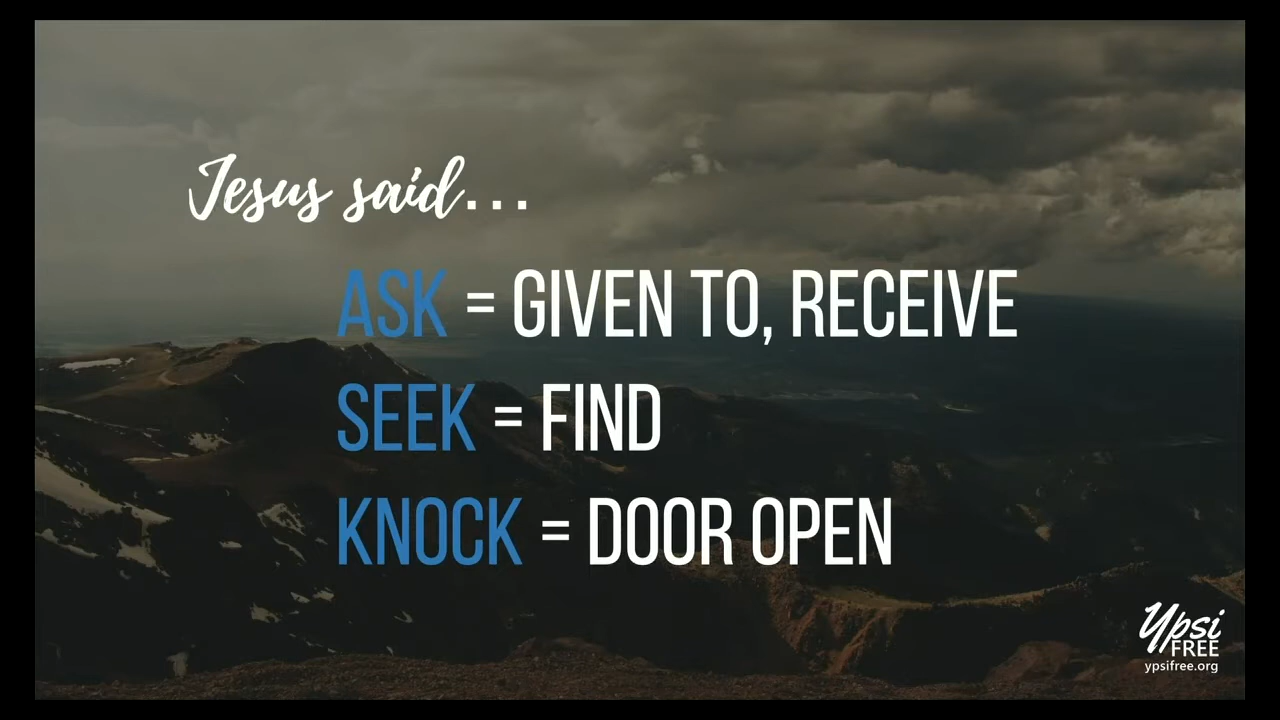 Jesus said...
ASK = GIVEN TO, RECEIVE
SEEK = FIND
KNOCK = DOOR OPEN
Ypsi
FREE
ypsifree.org